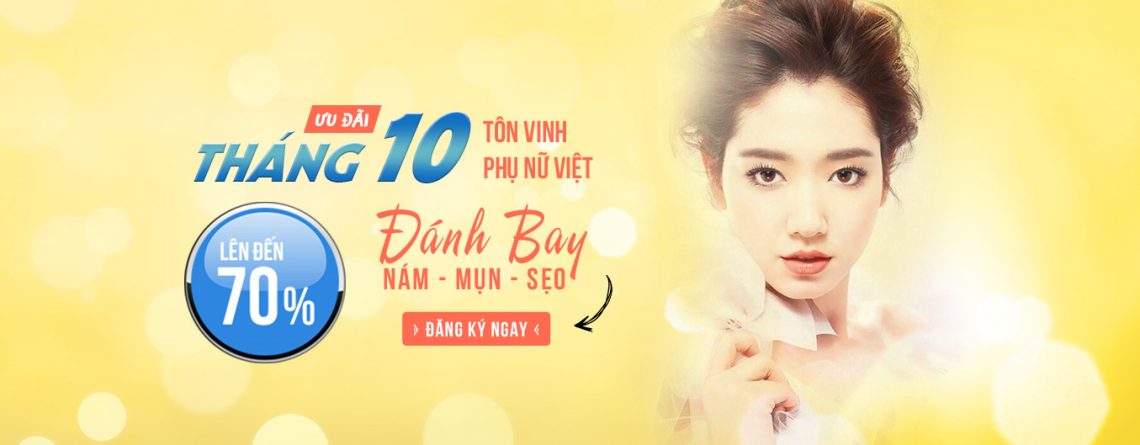 ƯU ĐÃI
THÁNG 10
TÔN VINH
PHỤ NỮ VIỆT
LÊN ĐẾN
70%
Đánh Bay
NÁM - MỤN - SẸO
› ĐĂNG KÝ NGAY ‹